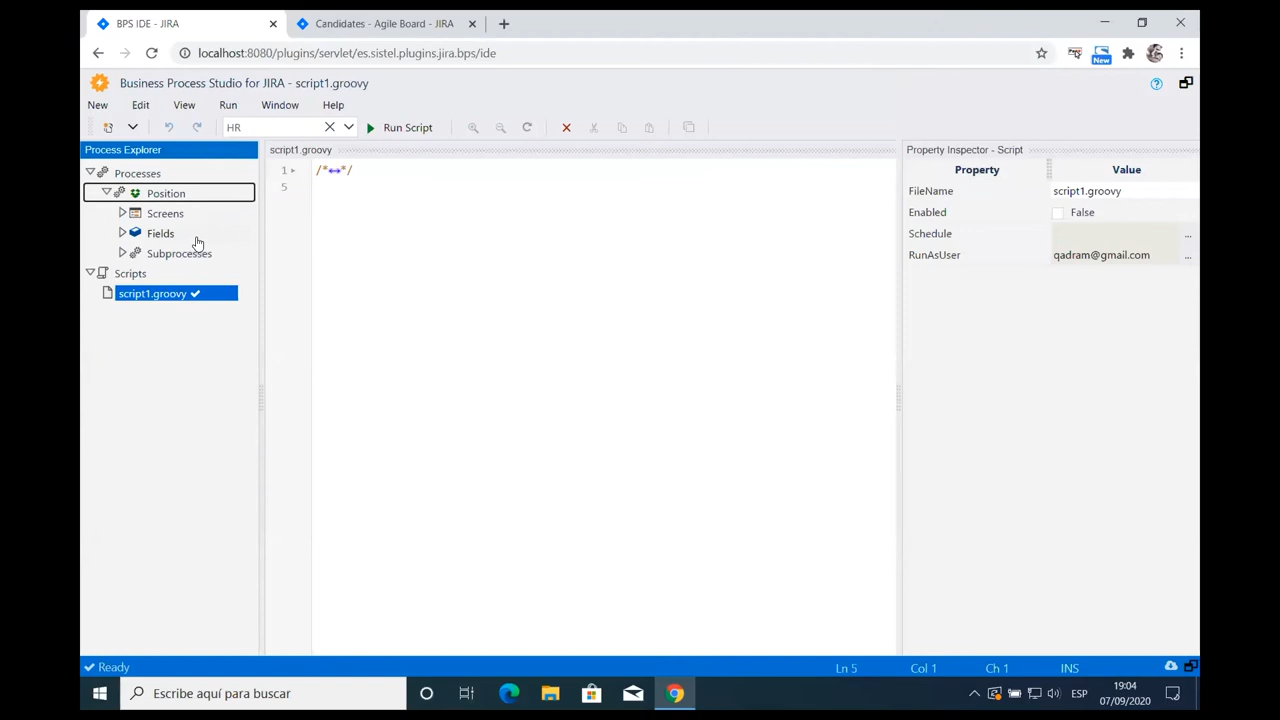 BPS IDE - JIRA
Candidates - Agile Board - JIRA
localhost:8080/plugins/servlet/es.sistel.plugins.jira.bps/ide
New
Business Process Studio for JIRA - script1.groovy
New Edit View Run Window Help
HR
Run Script
Process Explorer
Processes
Position
Screens
Fields
Subprocesses
Scripts
script1.groovy
script1.groovy
1 /*↔*/
5
Property Inspector - Script
Property Value
FileName script1.groovy
Enabled False
Schedule ...
RunAsUser qadram@gmail.com ...
Ready
Ln 5 Col 1 Ch 1 INS
Escribe aquí para buscar
ESP
19:04
07/09/2020